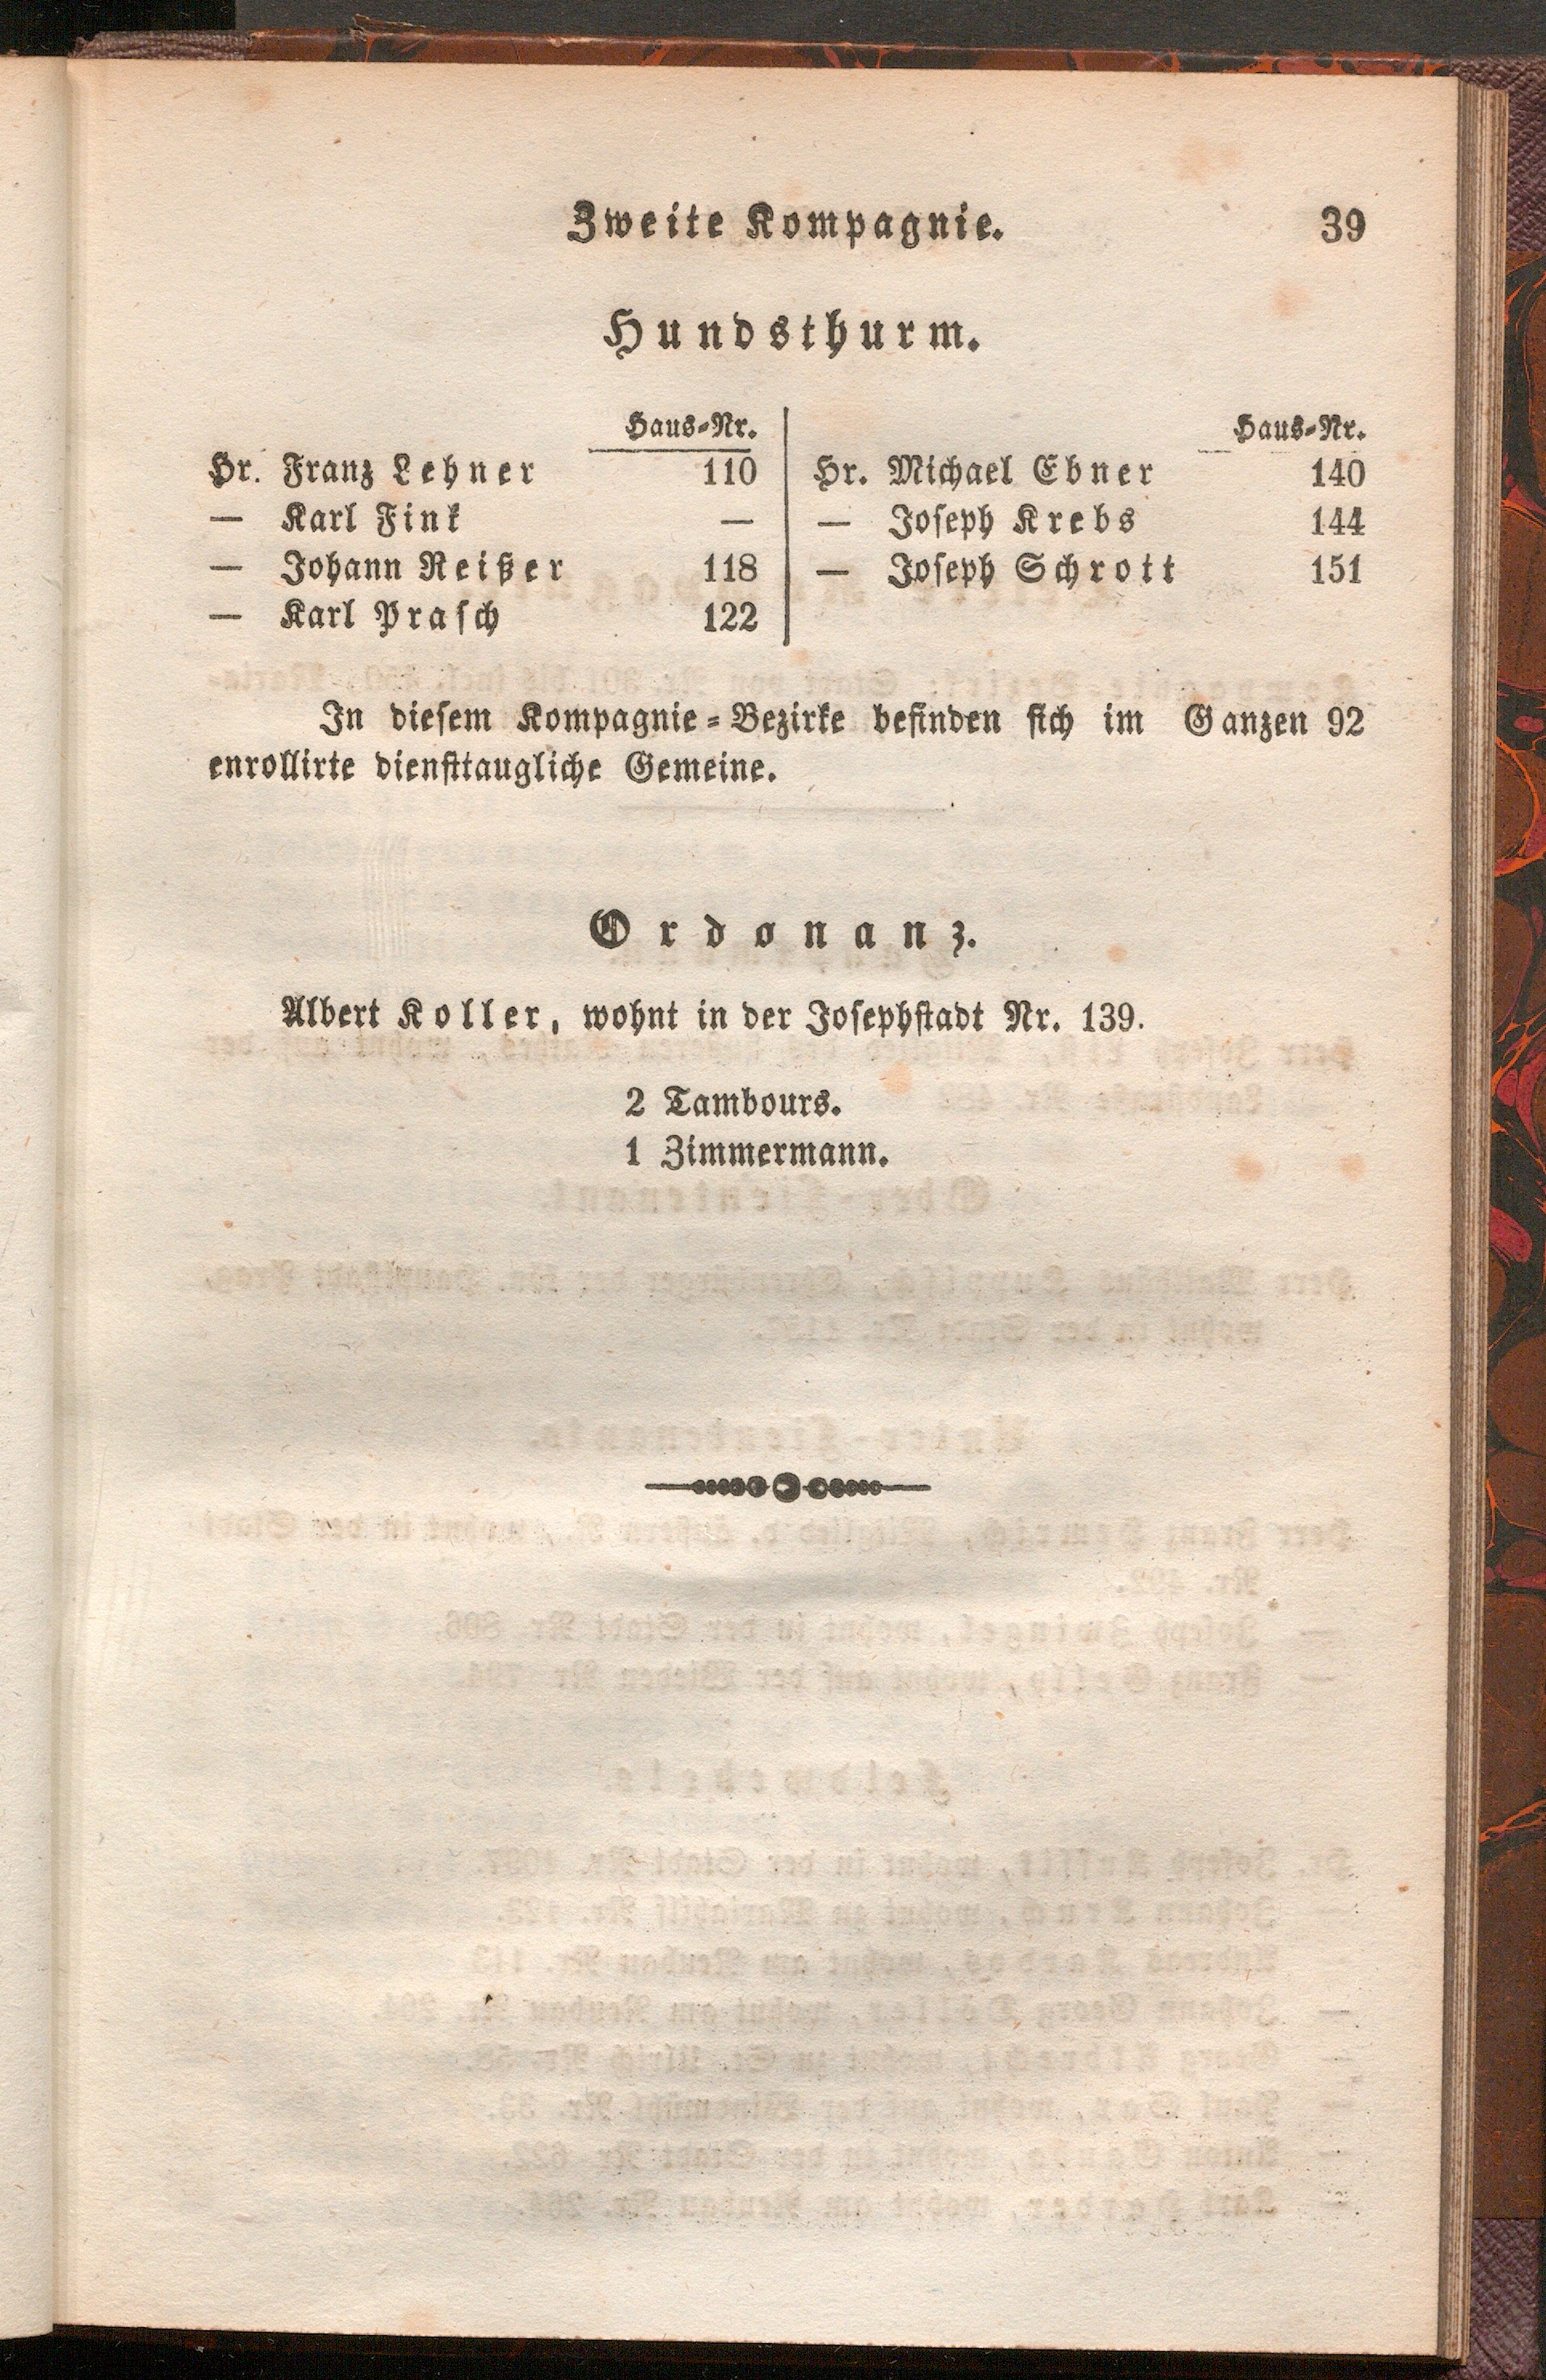 Zweite Kompagnie. 39
Hundsthurm.
Haus-Nr.
Hr. Franz Lehner 110
— Karl Fink —
— Johann Reißer 118
— Karl Prasch 122
Haus-Nr.
Hr. Michael Ebner 140
— Joseph Krebs 144
— Joseph Schrott 151
In diesem Kompagnie-Bezirke befinden sich im Ganzen 92
enrollirte diensttaugliche Gemeine.
Ordonanz.
Albert Koller, wohnt in der Josephstadt Nr. 139.
2 Tambours.
1 Zimmermann.